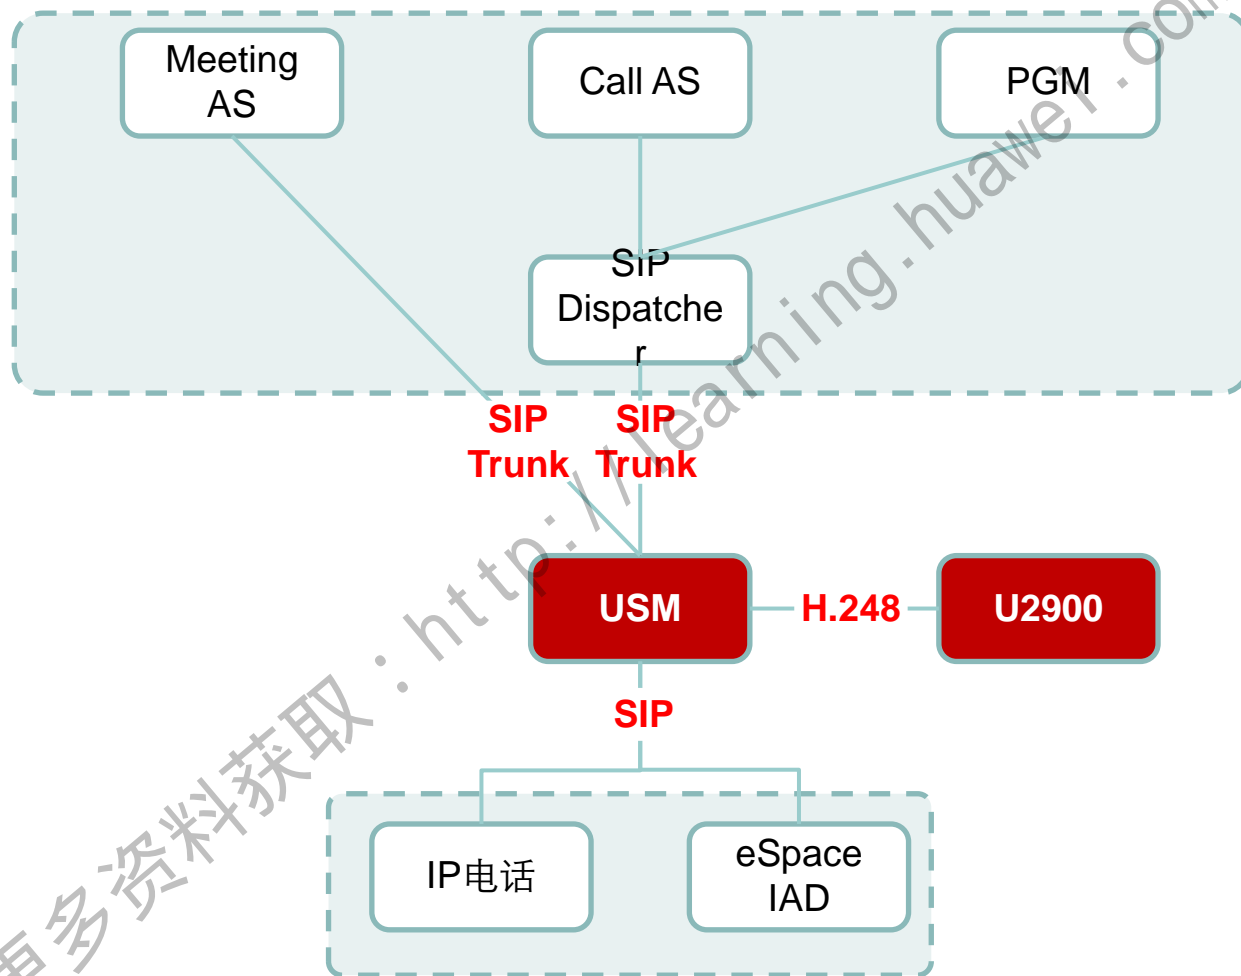 Meeting
AS
Call AS
PGM
SIP
Dispatche
r
SIP
Trunk
SIP
Trunk
USM
H.248
U2900
SIP
IP电话
eSpace
IAD
更多资料获取：http://learning.huawei.com